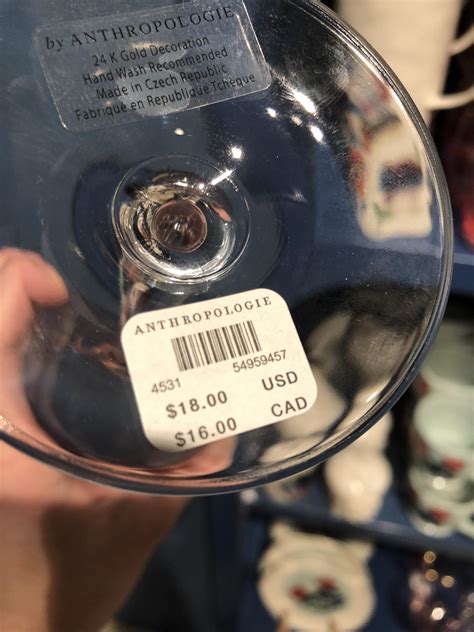 by ANTHROPOLOGIE
24 K Gold Decoration
Hand Wash Recommended
Made in Czech Republic
Fabriqué en Republique Tchèque
ANTHROPOLOGIE
4531 54959457
$18.00 USD
$16.00 CAD